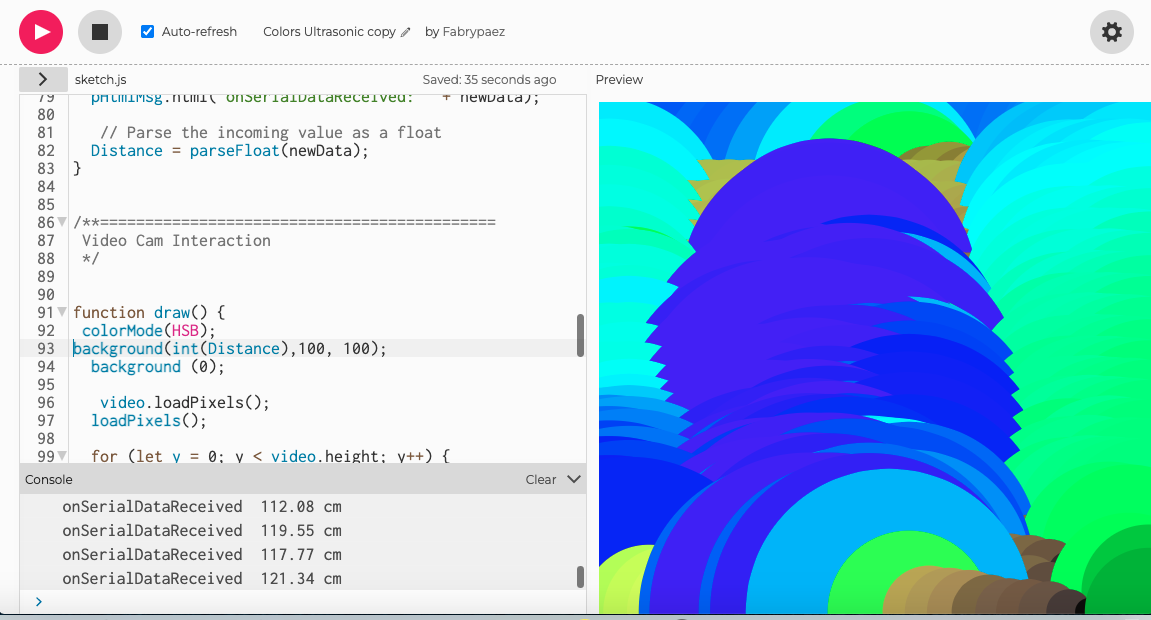 Auto-refresh Colors Ultrasonic copy by Fabrypaez
sketch.js Saved: 35 seconds ago Preview
79 pHtmlMsg.html("onSerialDataReceived: " + newData);
80
81 // Parse the incoming value as a float
82 Distance = parseFloat(newData);
83 }
84
85
86 /**============================================
87 Video Cam Interaction
88 */
89
90
91 function draw() {
92 colorMode(HSB);
93 background(int(Distance),100, 100);
94 background (0);
95
96 video.loadPixels();
97 loadPixels();
98
99 for (let y = 0; y < video.height; y++) {
Console Clear
onSerialDataReceived 112.08 cm
onSerialDataReceived 119.55 cm
onSerialDataReceived 117.77 cm
onSerialDataReceived 121.34 cm
>